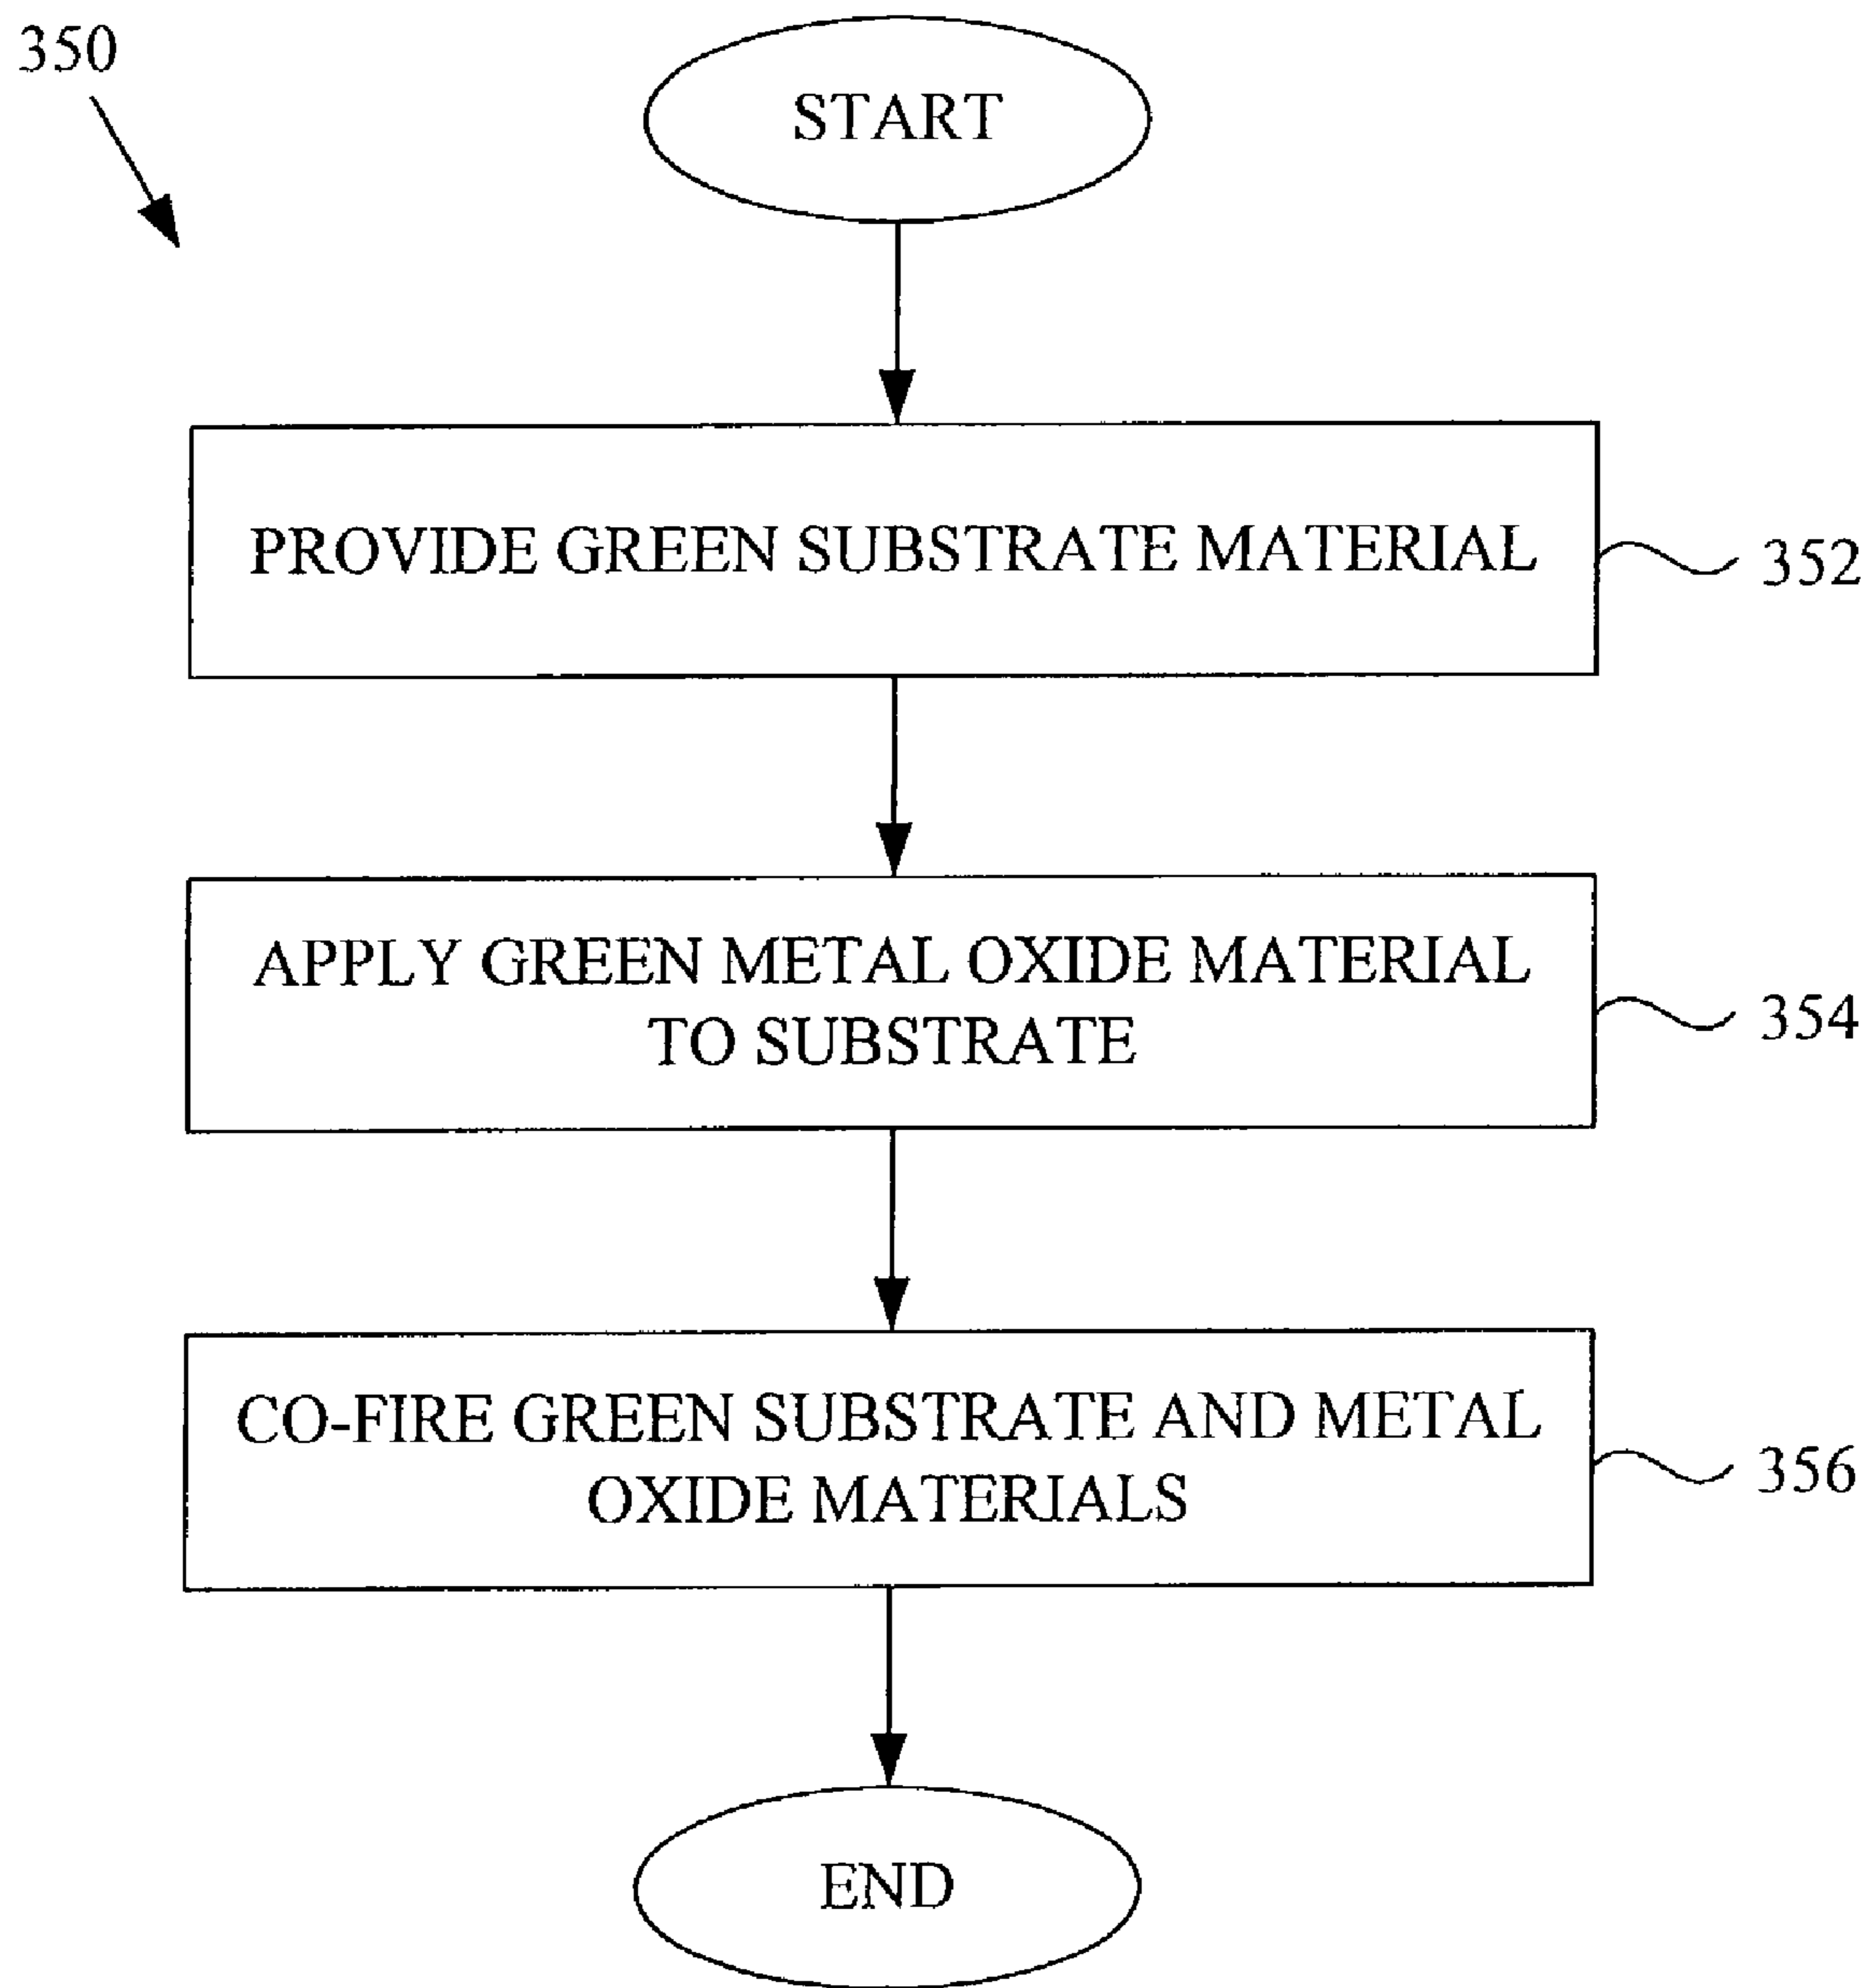 350
START
PROVIDE GREEN SUBSTRATE MATERIAL
352
APPLY GREEN METAL OXIDE MATERIAL
TO SUBSTRATE
354
CO-FIRE GREEN SUBSTRATE AND METAL
OXIDE MATERIALS
356
END